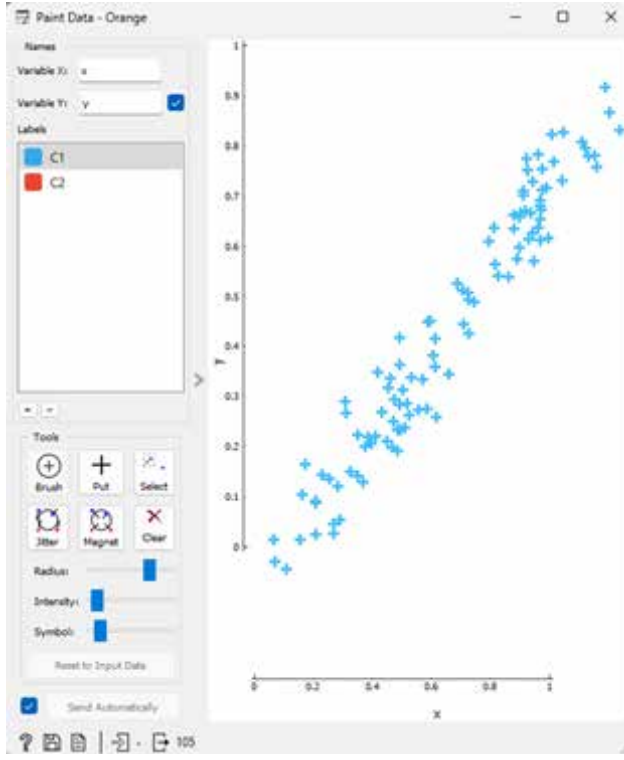 Paint Data - Orange
Names
Variable X: x
Variable Y: y
Labels
C1
C2
Tools
Brush Put Select
Jitter Magnet Clear
Radius:
Intensity:
Symbol:
Reset to Input Data
Send Automatically
105
1
0.9
0.8
0.7
0.6
0.5
0.4
0.3
0.2
0.1
0
Y
0 0.2 0.4 0.6 0.8 1
X